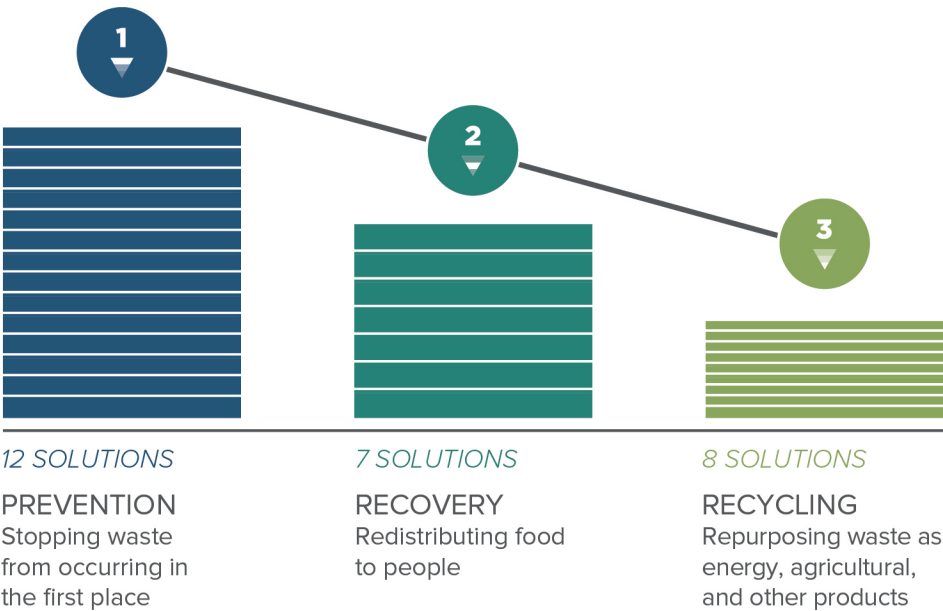 1
2
3
12 SOLUTIONS
PREVENTION
Stopping waste
from occurring in
the first place
7 SOLUTIONS
RECOVERY
Redistributing food
to people
8 SOLUTIONS
RECYCLING
Repurposing waste as
energy, agricultural,
and other products